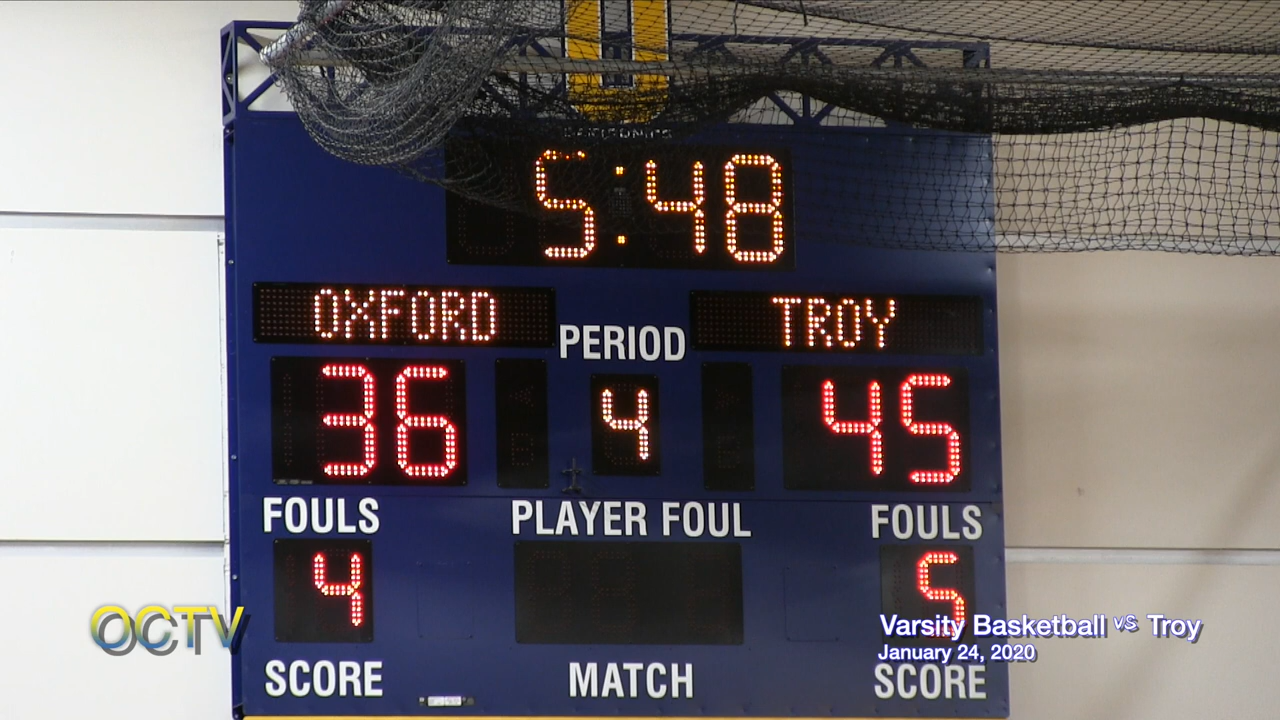 5:48
OXFORD
TROY
PERIOD
36
4
45
FOULS
PLAYER FOUL
FOULS
4
5
OCTV
Varsity Basketball vs Troy
January 24, 2020
SCORE
MATCH
SCORE